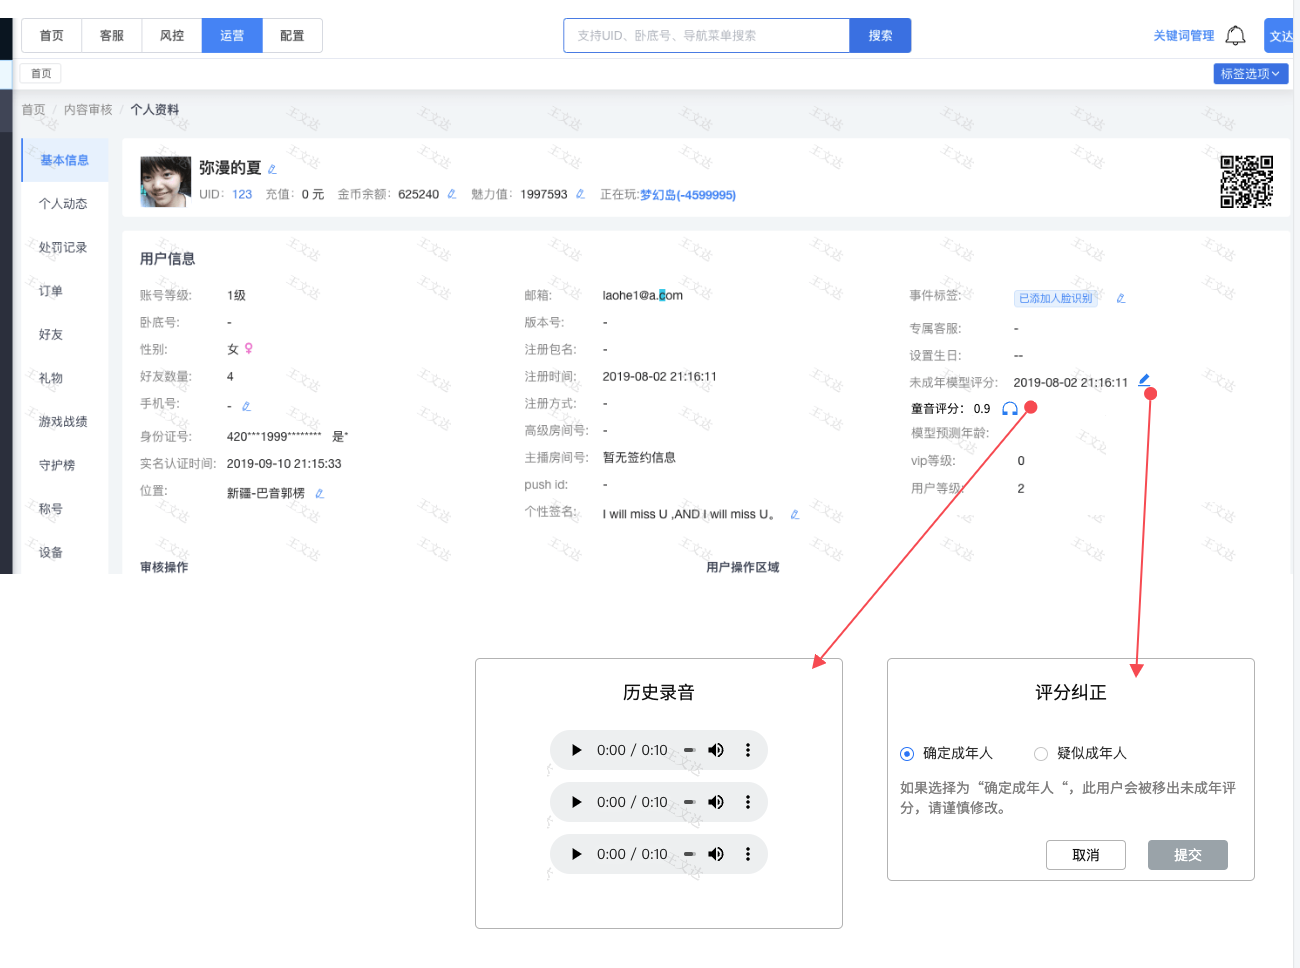 首页 客服 风控 运营 配置 支持UID、卧底号、导航菜单搜索 搜索 关键词管理 文达
首页 标签选项
首页 / 内容审核 / 个人资料
基本信息
个人动态
处罚记录
订单
好友
礼物
游戏战绩
守护榜
称号
设备
弥漫的夏
UID: 123 充值: 0 元 金币余额: 625240 魅力值: 1997593 正在玩:梦幻岛(-4599995)
用户信息
账号等级: 1级
卧底号: -
性别: 女
好友数量: 4
手机号: -
身份证号: 420***1999******** 是*
实名认证时间: 2019-09-10 21:15:33
位置: 新疆-巴音郭楞
邮箱: laohe1@a.com
版本号: -
注册包名: -
注册时间: 2019-08-02 21:16:11
注册方式: -
高级房间号: -
主播房间号: 暂无签约信息
push id: -
个性签名: I will miss U ,AND I will miss U。
事件标签: 已添加人脸识别
专属客服: -
设置生日: --
未成年模型评分: 2019-08-02 21:16:11
童音评分: 0.9
模型预测年龄:
vip等级: 0
用户等级: 2
审核操作 用户操作区域
历史录音
0:00 / 0:10
0:00 / 0:10
0:00 / 0:10
评分纠正
确定成年人 疑似成年人
如果选择为“确定成年人“，此用户会被移出未成年评
分，请谨慎修改。
取消 提交
王文达